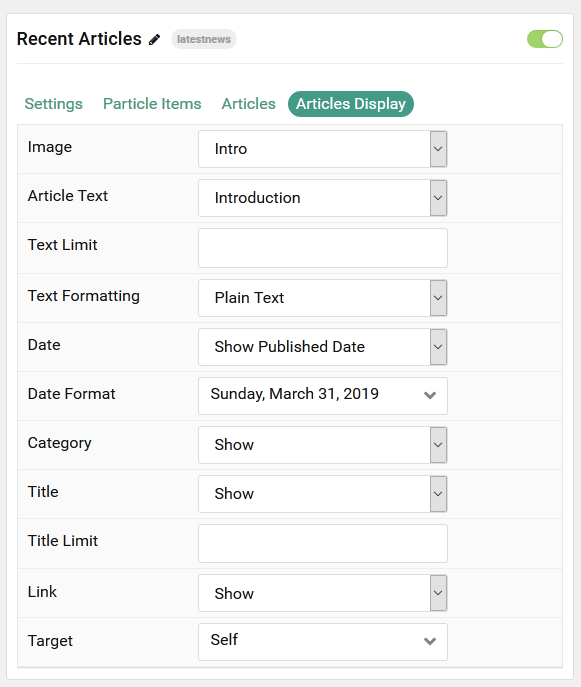 Recent Articles latestnews
Settings Particle Items Articles Articles Display
Image Intro
Article Text Introduction
Text Limit
Text Formatting Plain Text
Date Show Published Date
Date Format Sunday, March 31, 2019
Category Show
Title Show
Title Limit
Link Show
Target Self